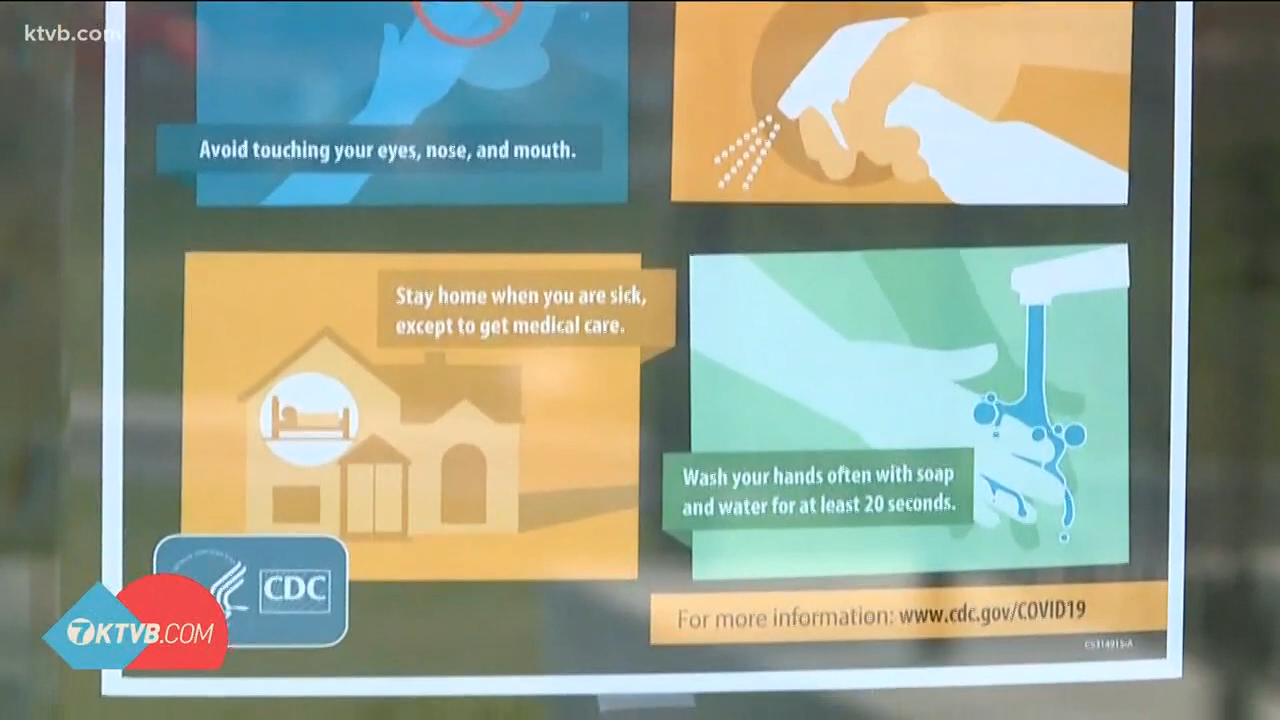 ktvb.com
Avoid touching your eyes, nose, and mouth.
Stay home when you are sick,
except to get medical care.
Wash your hands often with soap
and water for at least 20 seconds.
CDC
For more information: www.cdc.gov/COVID19
CS314915-A
7KTVB.COM